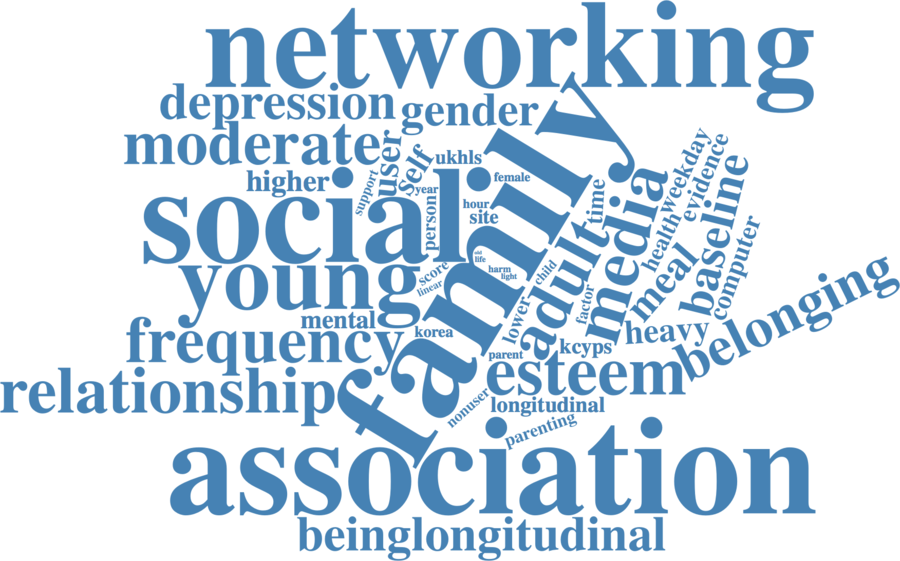 networking
depression
gender
moderate
user
self
ukhls
higher
support
year
female
social
person
hour
site
family
time
media
weekday
evidence
health
baseline
meal
computer
young
score
linear
old
life
harm
light
child
adult
factor
lower
mental
korea
frequency
parent
kcyps
heavy
belonging
relationship
esteem
nonuser
longitudinal
parenting
association
beinglongitudinal